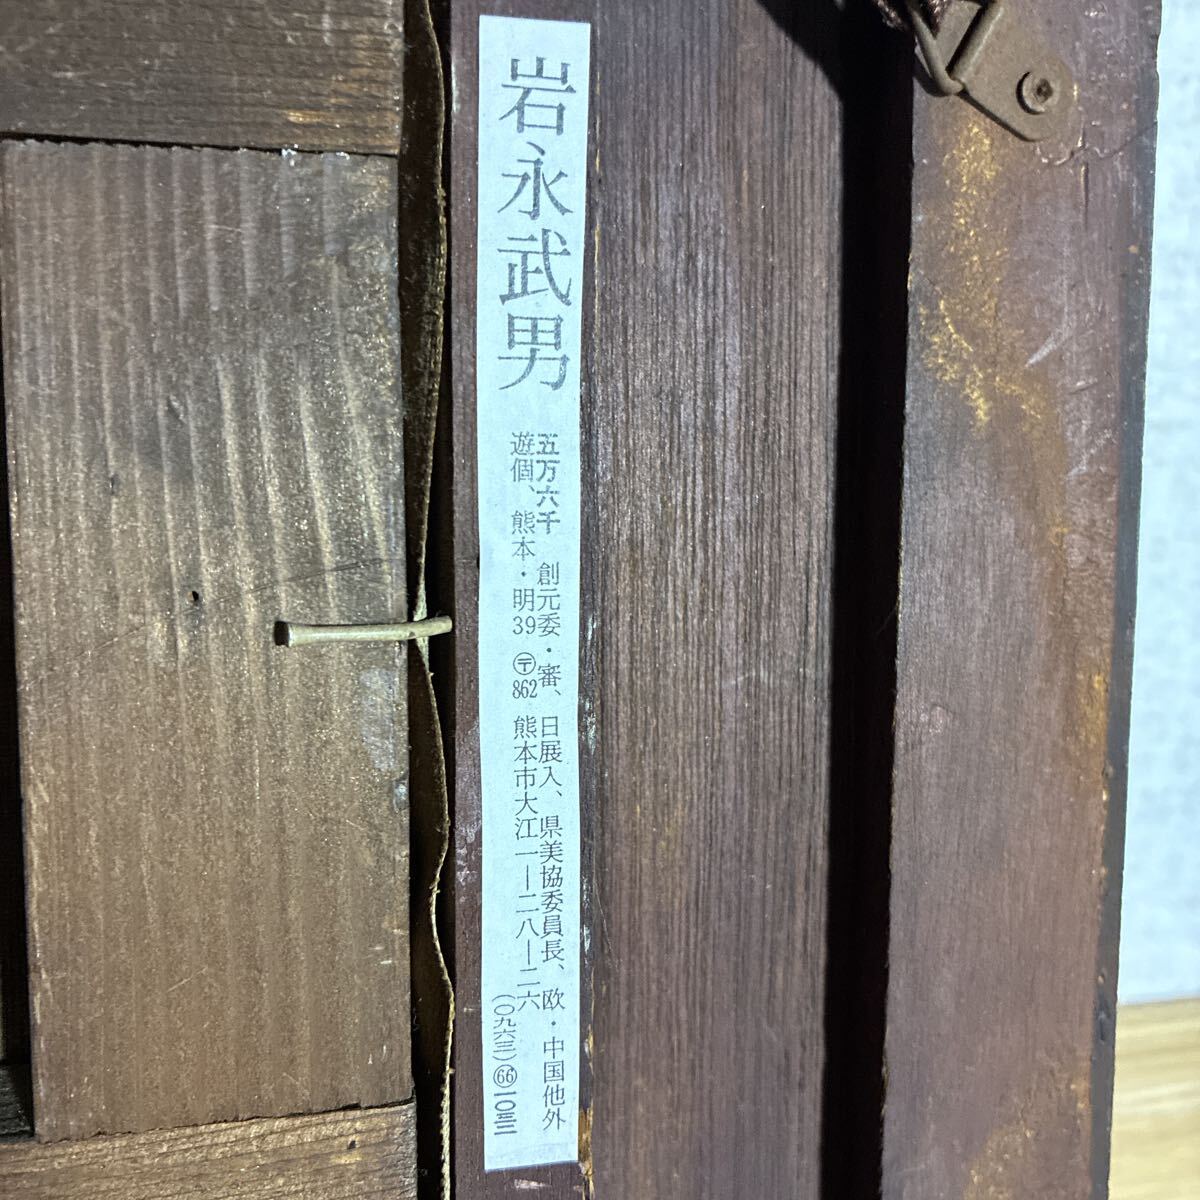 岩永武男
五万六千 創元委・審、日展入、県美協委員長、欧・中国他外
遊個、熊本・明39 〒862 熊本市大江一―二八―二六
(〇九六三)66一〇三二